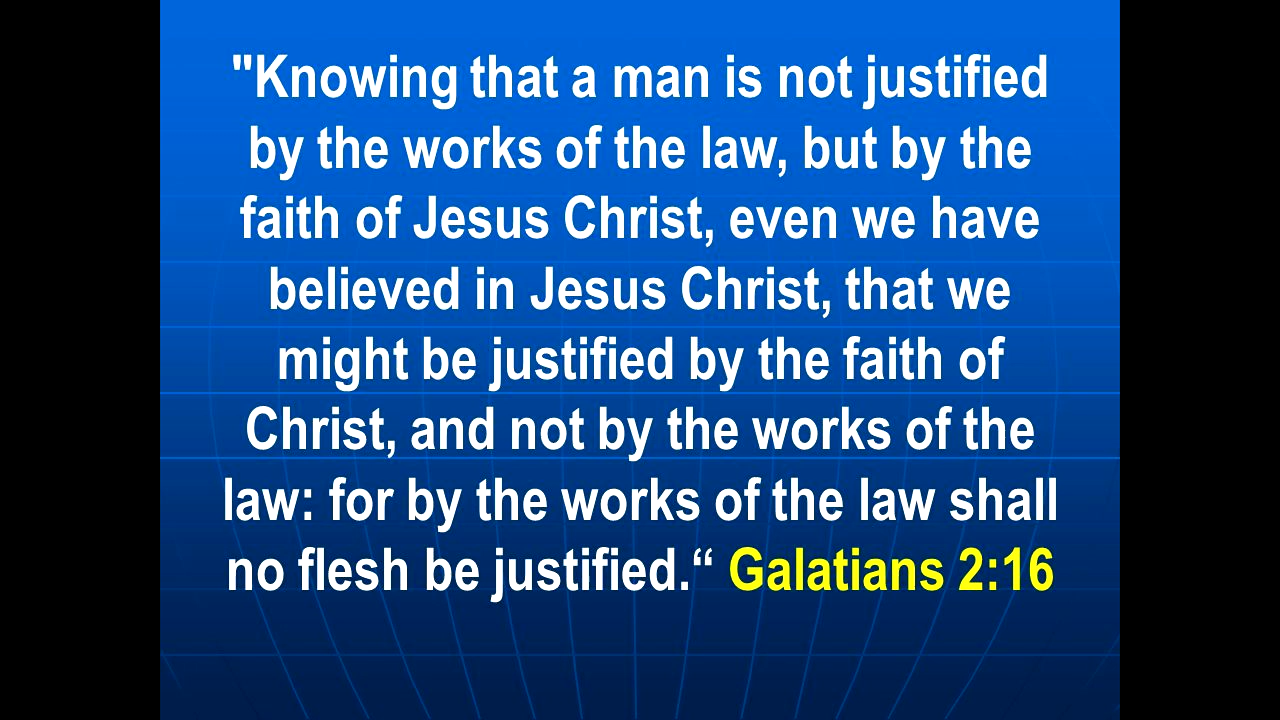 "Knowing that a man is not justified
by the works of the law, but by the
faith of Jesus Christ, even we have
believed in Jesus Christ, that we
might be justified by the faith of
Christ, and not by the works of the
law: for by the works of the law shall
no flesh be justified.“ Galatians 2:16